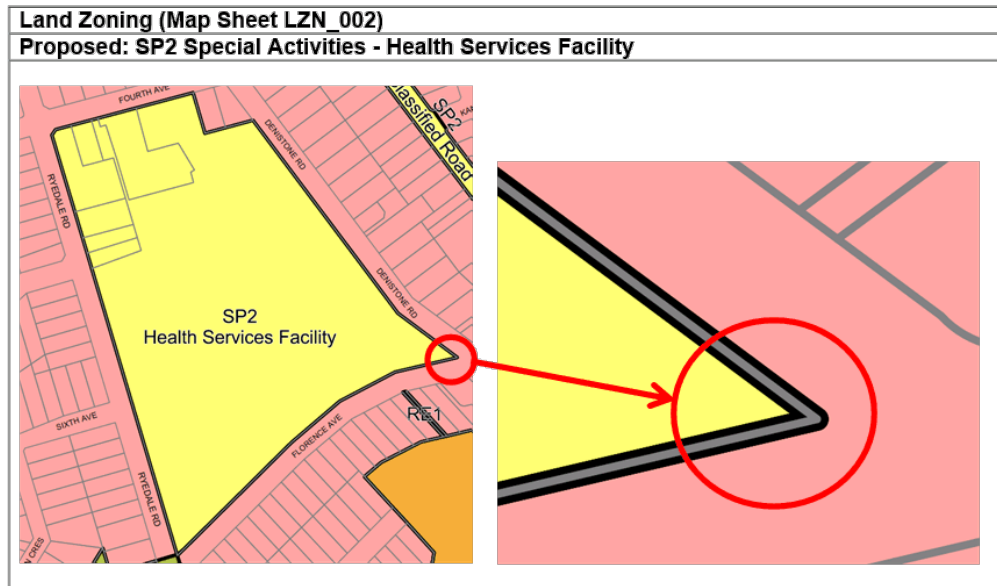 Land Zoning (Map Sheet LZN_002)
Proposed: SP2 Special Activities - Health Services Facility
FOURTH AVE
SP2
Classified Road
DENISTONE RD
RYEDALE RD
DENISTONE RD
SP2
Health Services Facility
RE1
SIXTH AVE
FLORENCE AVE
RYEDALE RD
CRES